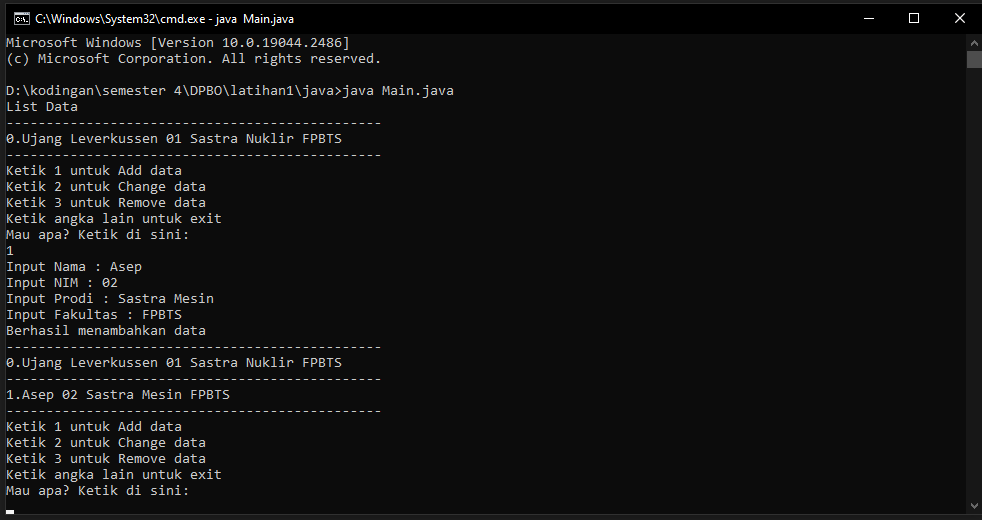 C:\Windows\System32\cmd.exe - java  Main.java
Microsoft Windows [Version 10.0.19044.2486]
(c) Microsoft Corporation. All rights reserved.
D:\kodingan\semester 4\DPBO\latihan1\java>java Main.java
List Data
-----------------------------------------------
0.Ujang Leverkussen 01 Sastra Nuklir FPBTS
-----------------------------------------------
Ketik 1 untuk Add data
Ketik 2 untuk Change data
Ketik 3 untuk Remove data
Ketik angka lain untuk exit
Mau apa? Ketik di sini:
1
Input Nama : Asep
Input NIM : 02
Input Prodi : Sastra Mesin
Input Fakultas : FPBTS
Berhasil menambahkan data
-----------------------------------------------
0.Ujang Leverkussen 01 Sastra Nuklir FPBTS
-----------------------------------------------
1.Asep 02 Sastra Mesin FPBTS
-----------------------------------------------
Ketik 1 untuk Add data
Ketik 2 untuk Change data
Ketik 3 untuk Remove data
Ketik angka lain untuk exit
Mau apa? Ketik di sini: